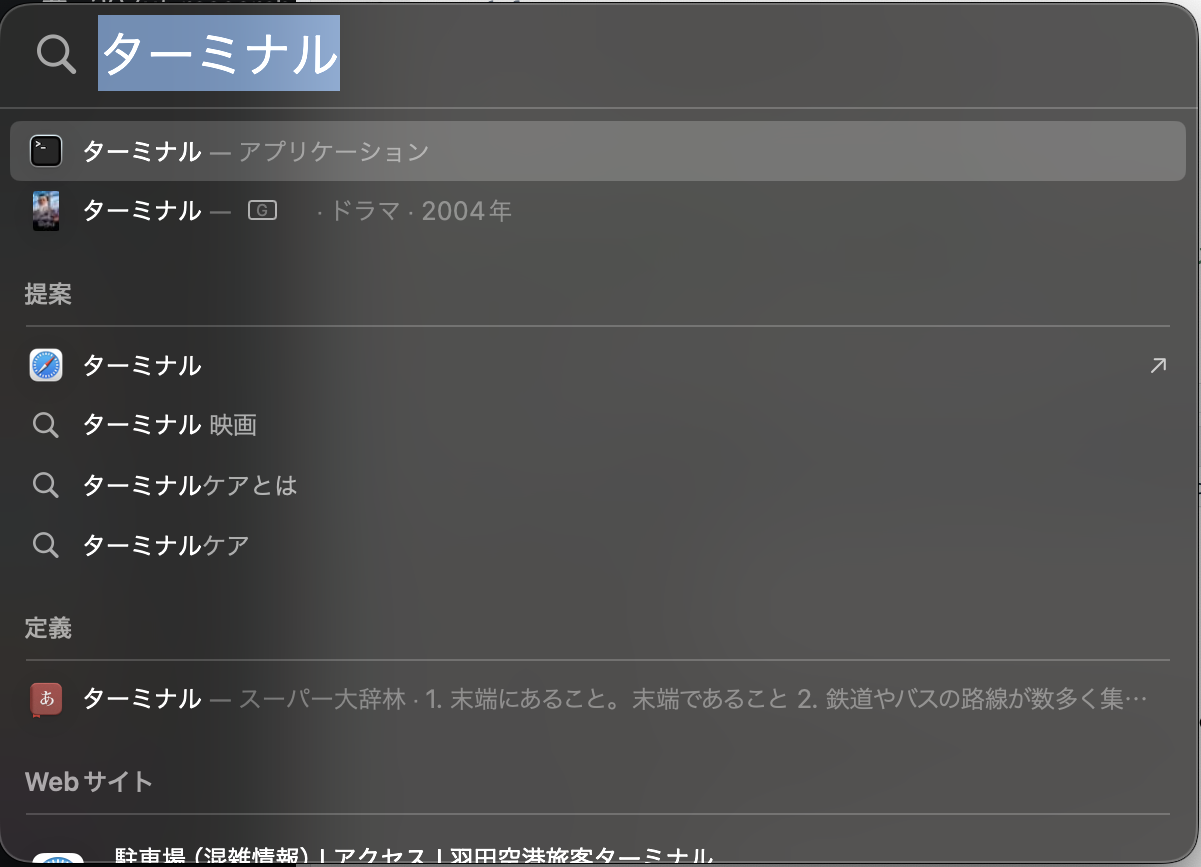 ターミナル
ターミナル — アプリケーション
ターミナル — G · ドラマ · 2004年
提案
ターミナル
ターミナル 映画
ターミナルケアとは
ターミナルケア
定義
あ ターミナル — スーパー大辞林 · 1. 末端にあること。末端であること 2. 鉄道やバスの路線が数多く集…
Webサイト
駐車場（混雑情報）| アクセス | 羽田空港旅客ターミナル